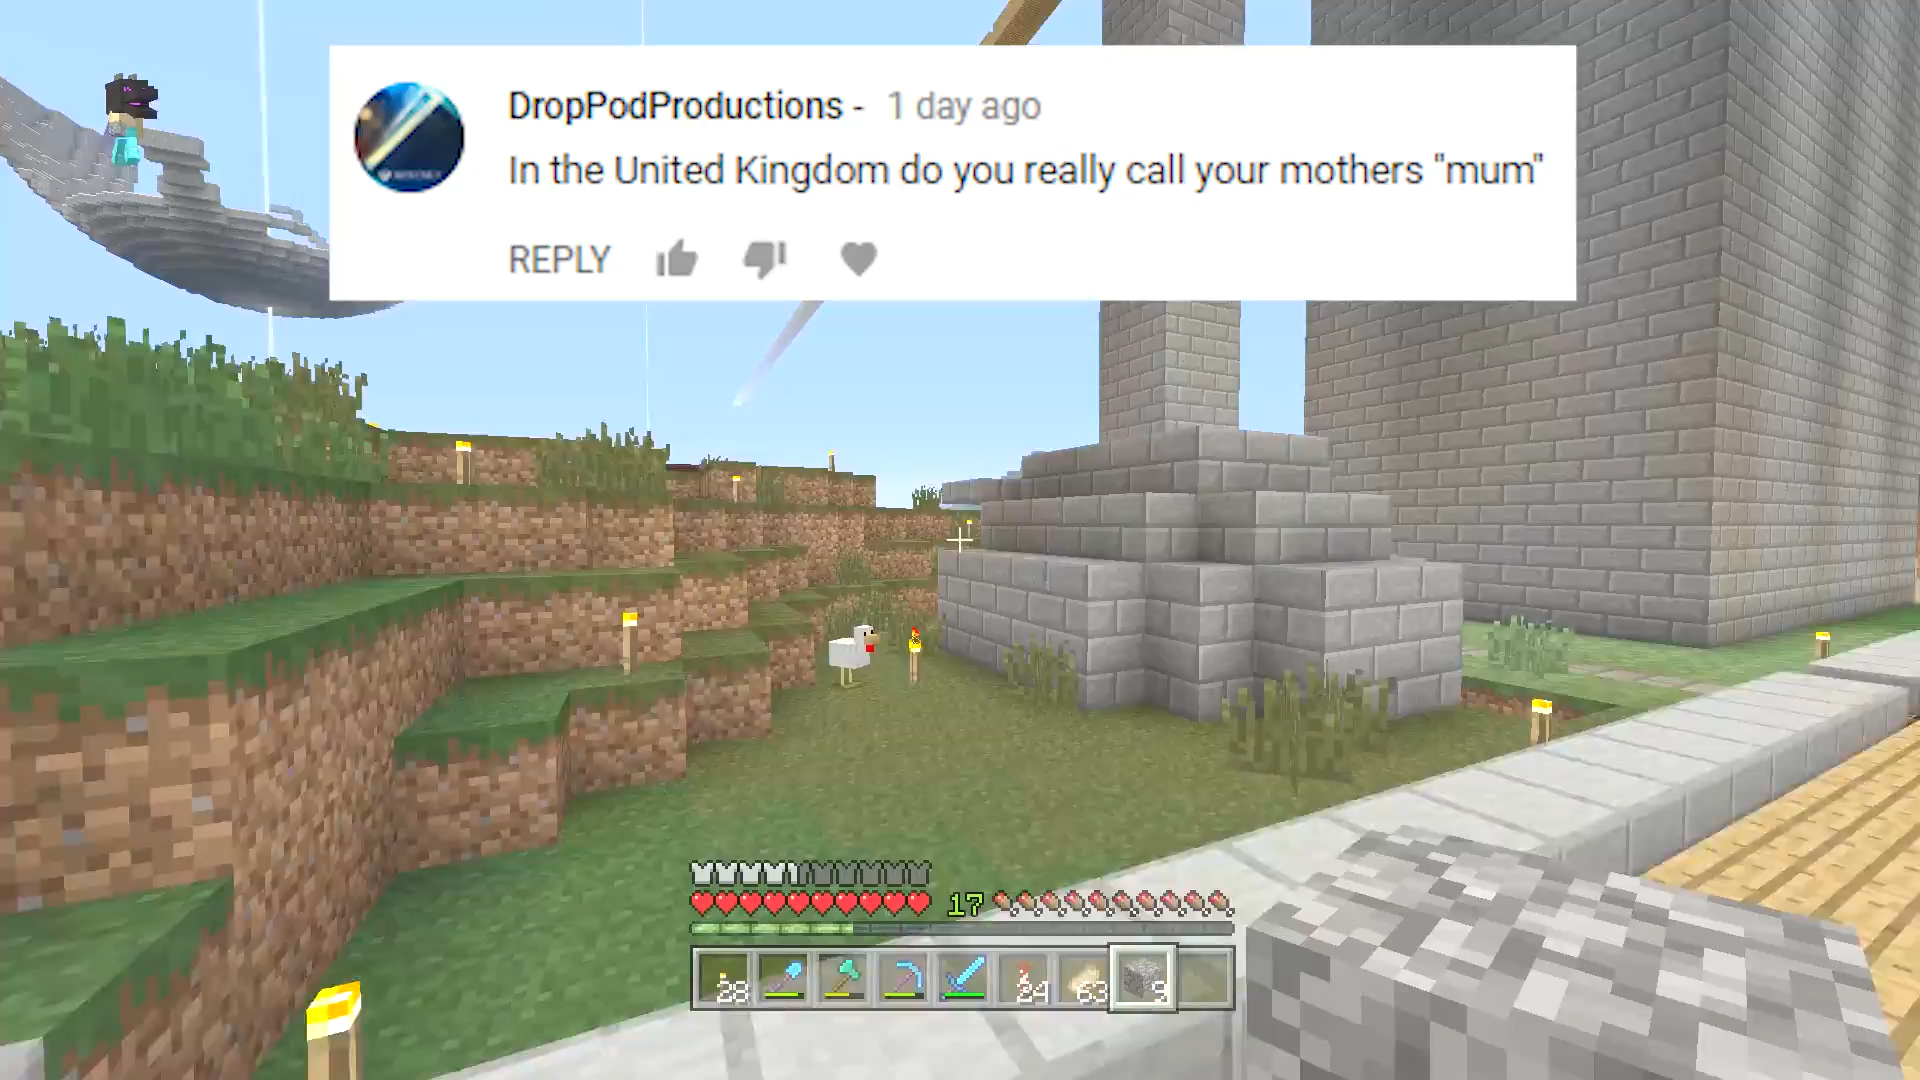 DropPodProductions - 1 day ago
In the United Kingdom do you really call your mothers "mum"
REPLY
17
28 24 63 9